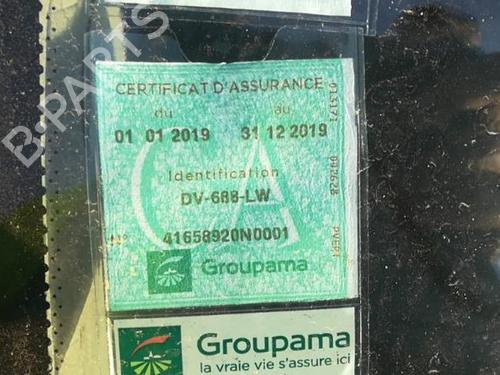 B-PARTS
CERTIFICAT D'ASSURANCE
du au
01 01 2019 31 12 2019
Identification
DV-688-LW
N° 41658920N0001
Groupama
Groupama
la vraie vie s'assure ici